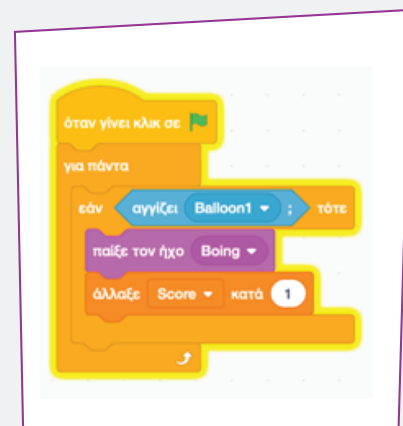 όταν γίνει κλικ σε
για πάντα
εάν αγγίζει Balloon1 ; τότε
παίξε τον ήχο Boing
άλλαξε Score κατά 1